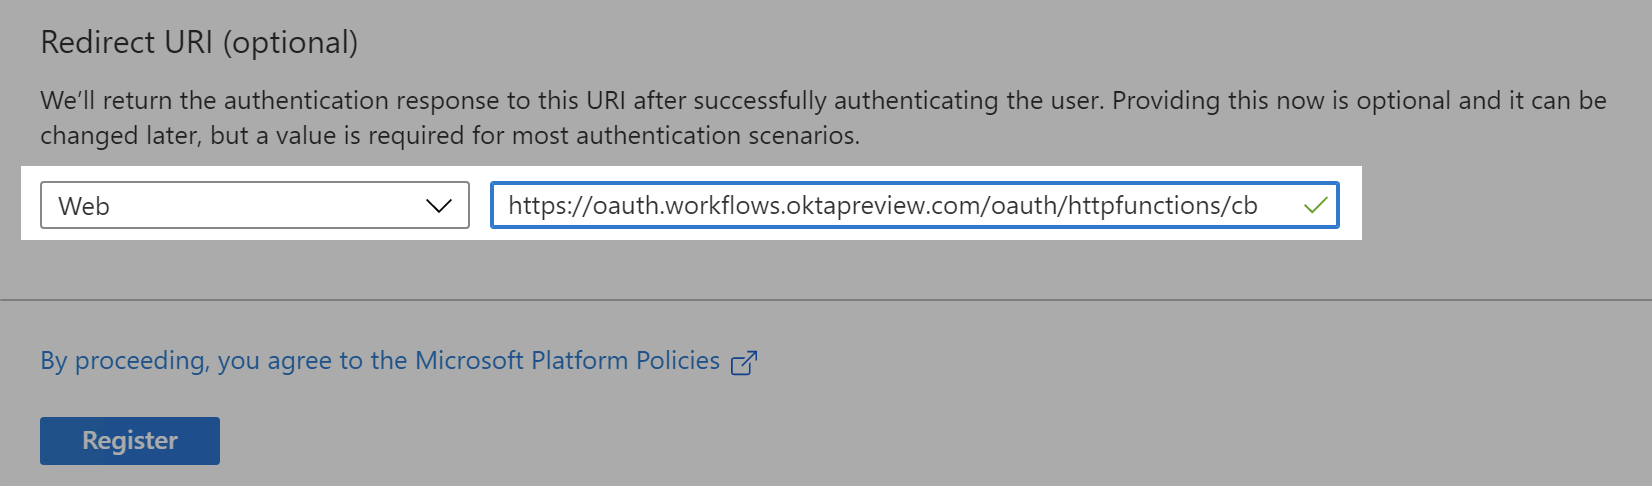 Redirect URI (optional)
We’ll return the authentication response to this URI after successfully authenticating the user. Providing this now is optional and it can be
changed later, but a value is required for most authentication scenarios.
Web https://oauth.workflows.oktapreview.com/oauth/httpfunctions/cb
By proceeding, you agree to the Microsoft Platform Policies
Register